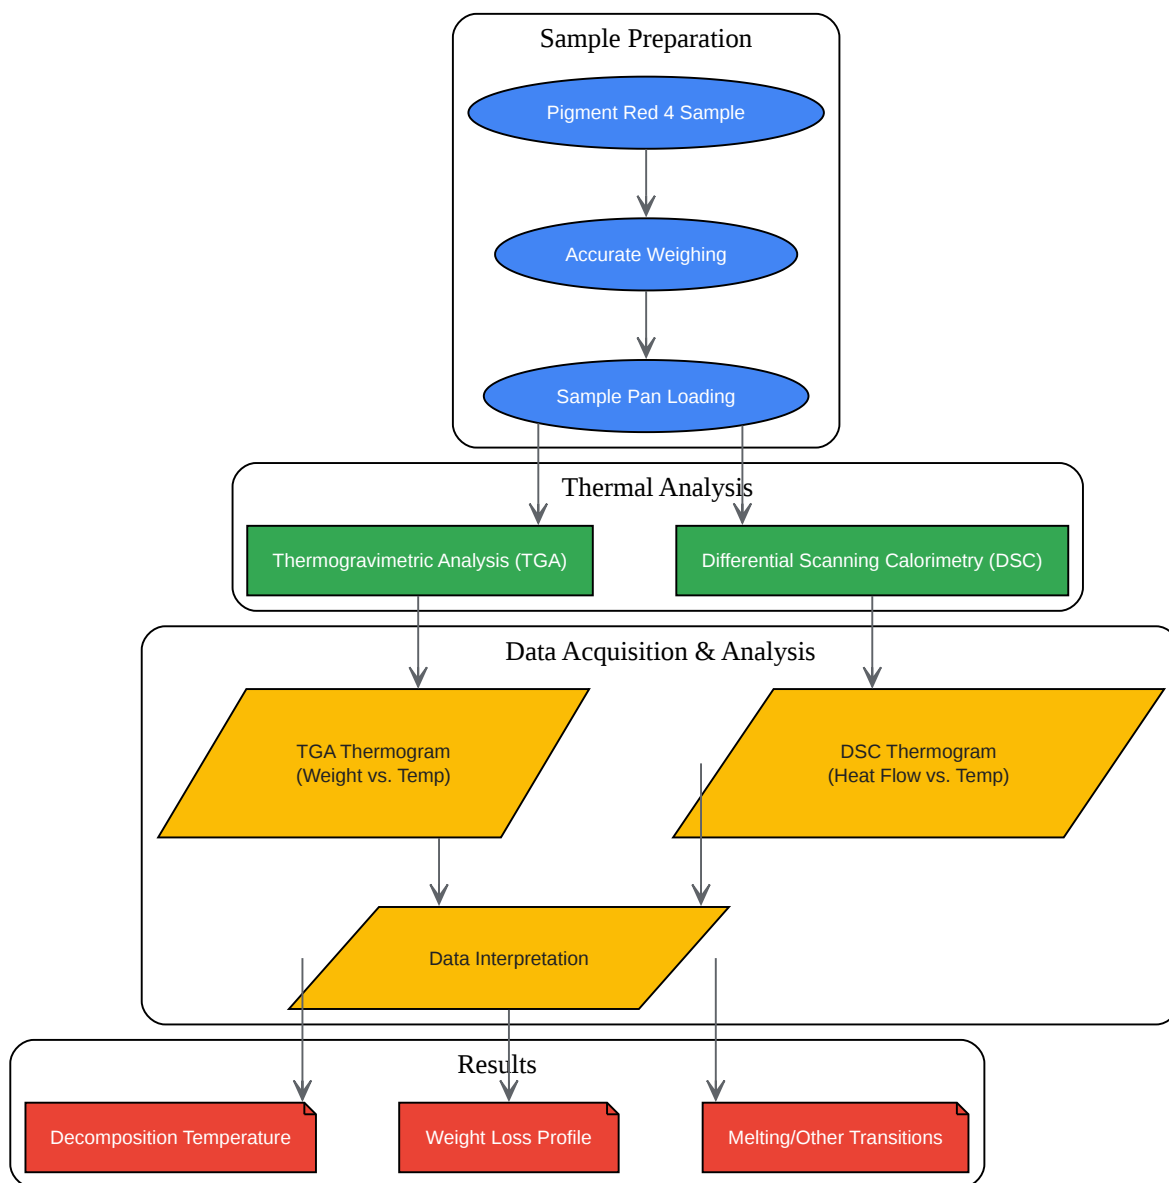 Sample Preparation
Pigment Red 4 Sample
Accurate Weighing
Sample Pan Loading
Thermal Analysis
Thermogravimetric Analysis (TGA)
Differential Scanning Calorimetry (DSC)
Data Acquisition & Analysis
TGA Thermogram
(Weight vs. Temp)
DSC Thermogram
(Heat Flow vs. Temp)
Data Interpretation
Results
Decomposition Temperature
Weight Loss Profile
Melting/Other Transitions